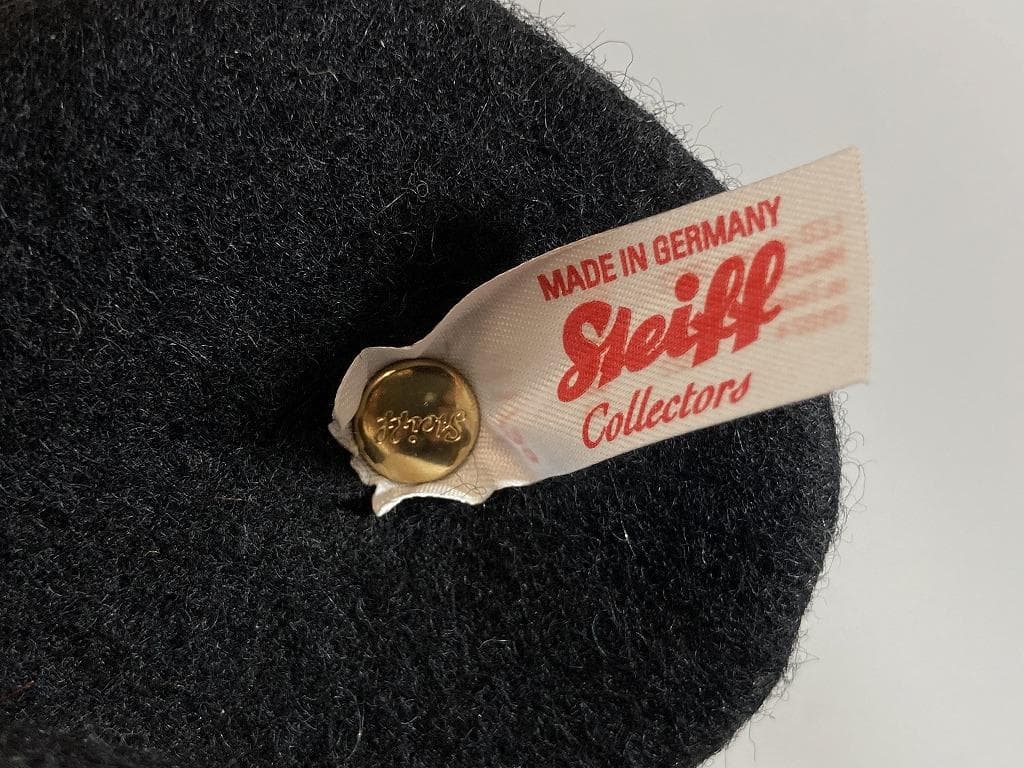 MADE IN GERMANY
Steiff
Collectors
Steiff